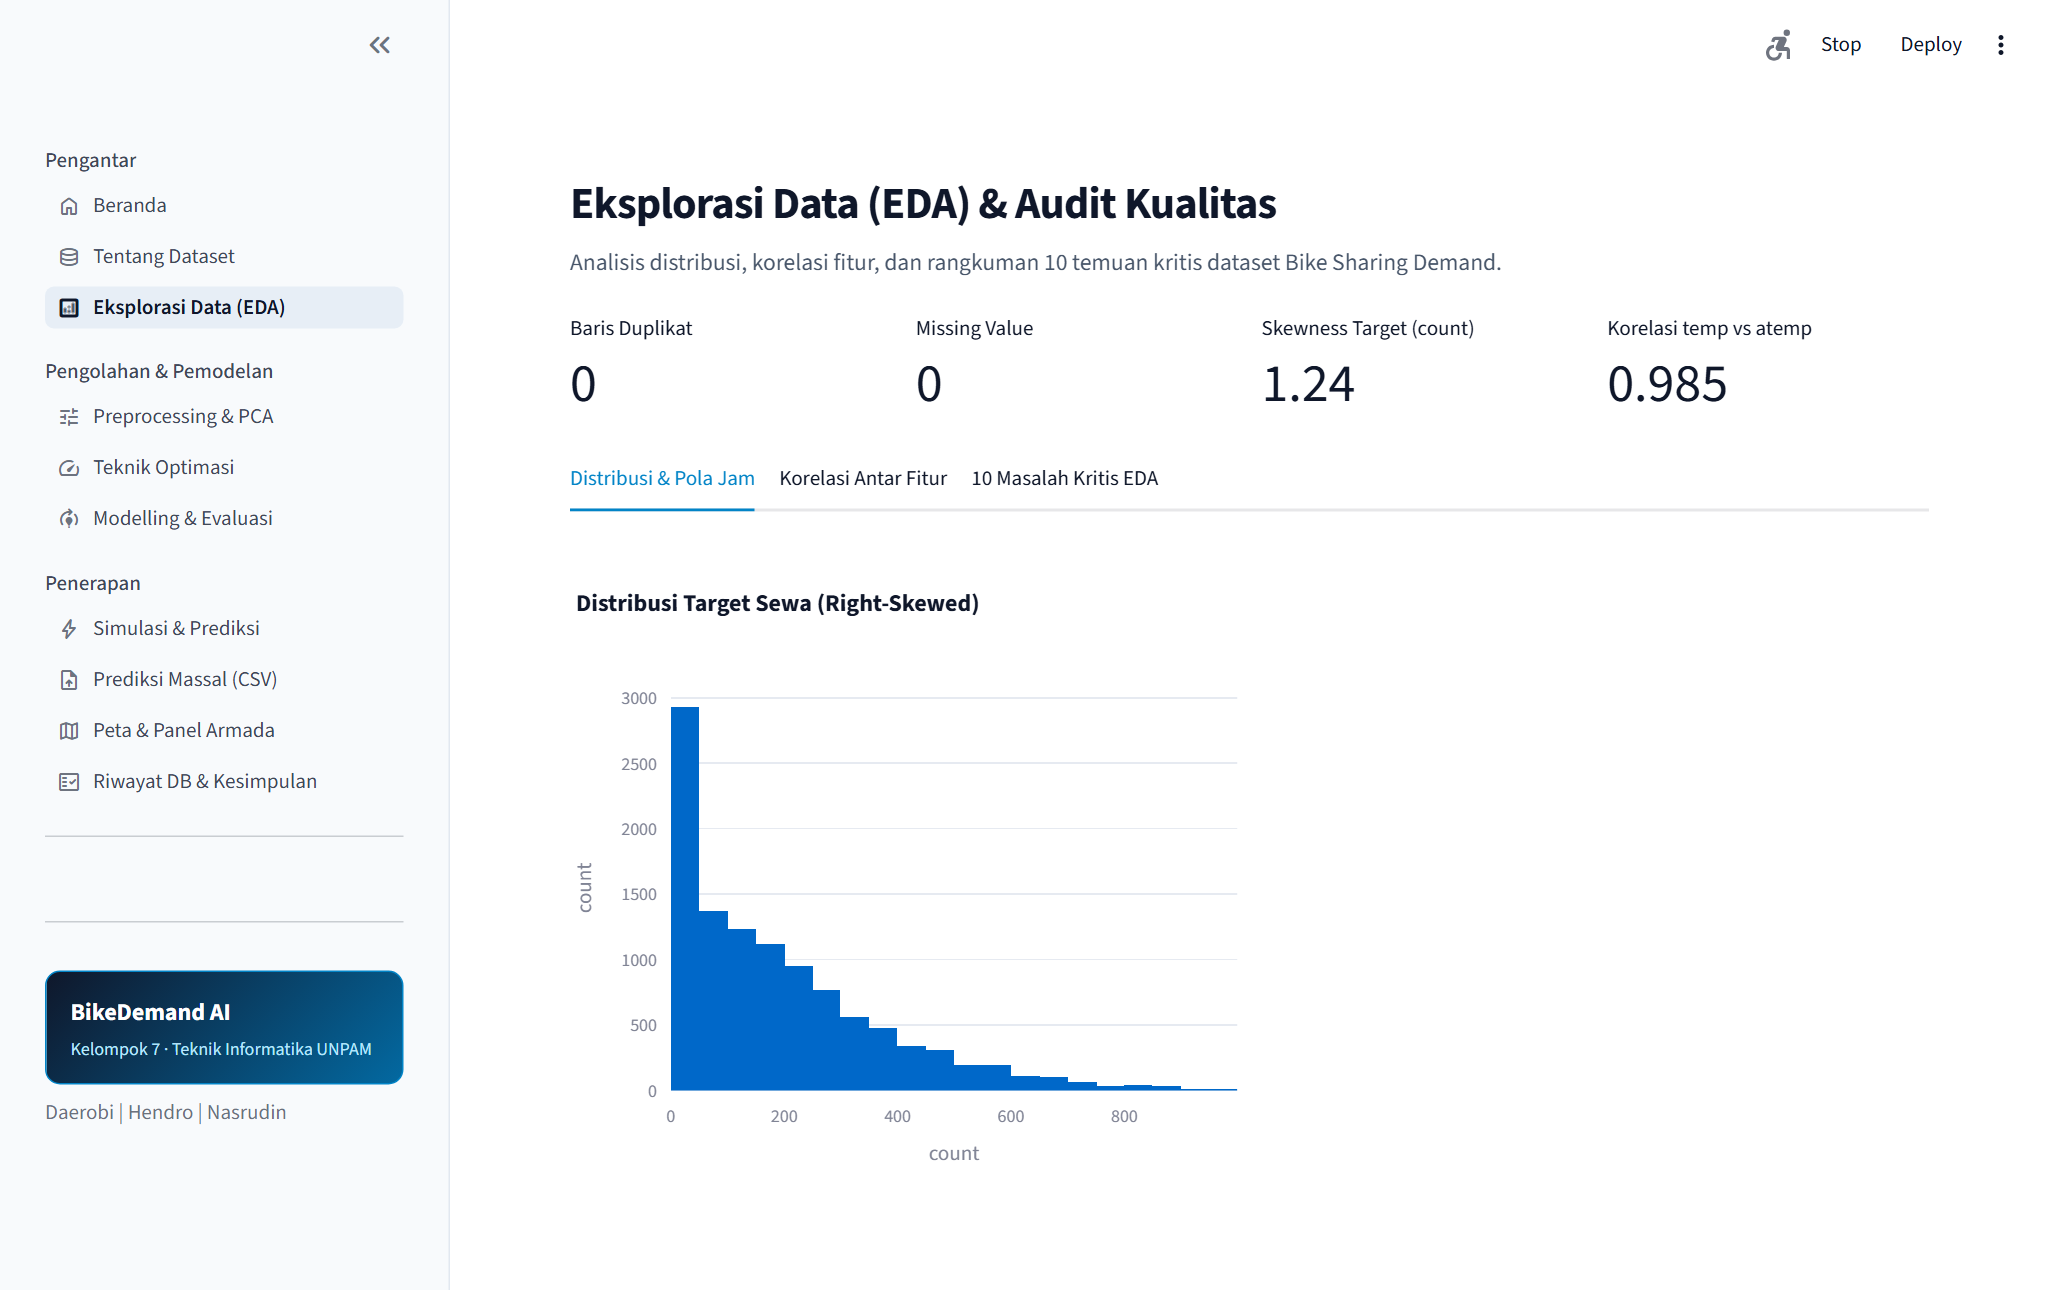 Stop
Deploy
Pengantar
Beranda
Tentang Dataset
Eksplorasi Data (EDA)
Pengolahan & Pemodelan
Preprocessing & PCA
Teknik Optimasi
Modelling & Evaluasi
Penerapan
Simulasi & Prediksi
Prediksi Massal (CSV)
Peta & Panel Armada
Riwayat DB & Kesimpulan
BikeDemand AI
Kelompok 7 · Teknik Informatika UNPAM
Daerobi | Hendro | Nasrudin
Eksplorasi Data (EDA) & Audit Kualitas
Analisis distribusi, korelasi fitur, dan rangkuman 10 temuan kritis dataset Bike Sharing Demand.
Baris Duplikat
0
Missing Value
0
Skewness Target (count)
1.24
Korelasi temp vs atemp
0.985
Distribusi & Pola Jam
Korelasi Antar Fitur
10 Masalah Kritis EDA
Distribusi Target Sewa (Right-Skewed)
3000
2500
2000
1500
1000
500
0
count
0
200
400
600
800
count